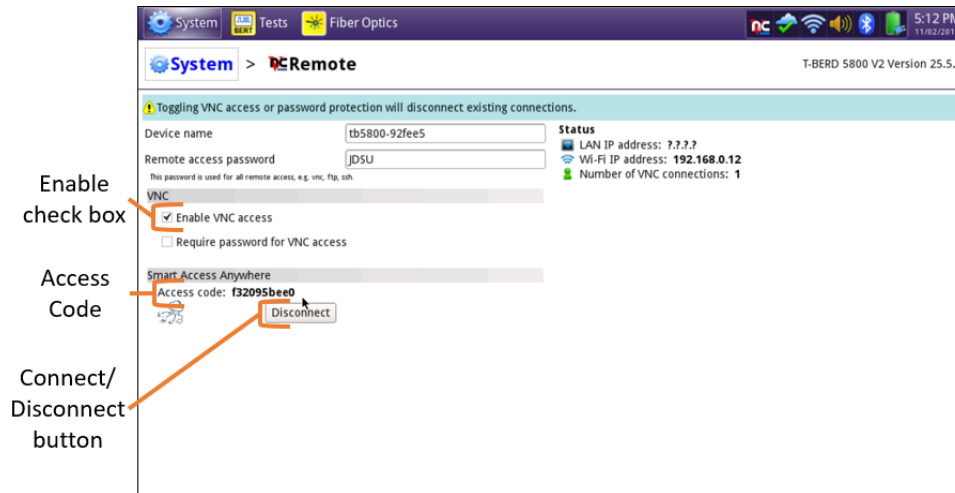 System Tests Fiber Optics 5:12 PM
BERT 11/02/201
System > Remote T-BERD 5800 V2 Version 25.5.
Toggling VNC access or password protection will disconnect existing connections.
Device name tb5800-92fee5
Remote access password JDSU
This password is used for all remote access, e.g. vnc, ftp, ssh.
Status
LAN IP address: ?.?.?.?
Wi-Fi IP address: 192.168.0.12
Number of VNC connections: 1
VNC
Enable VNC access
Require password for VNC access
Smart Access Anywhere
Access code: f32095bee0
Disconnect
Enable
check box
Access
Code
Connect/
Disconnect
button